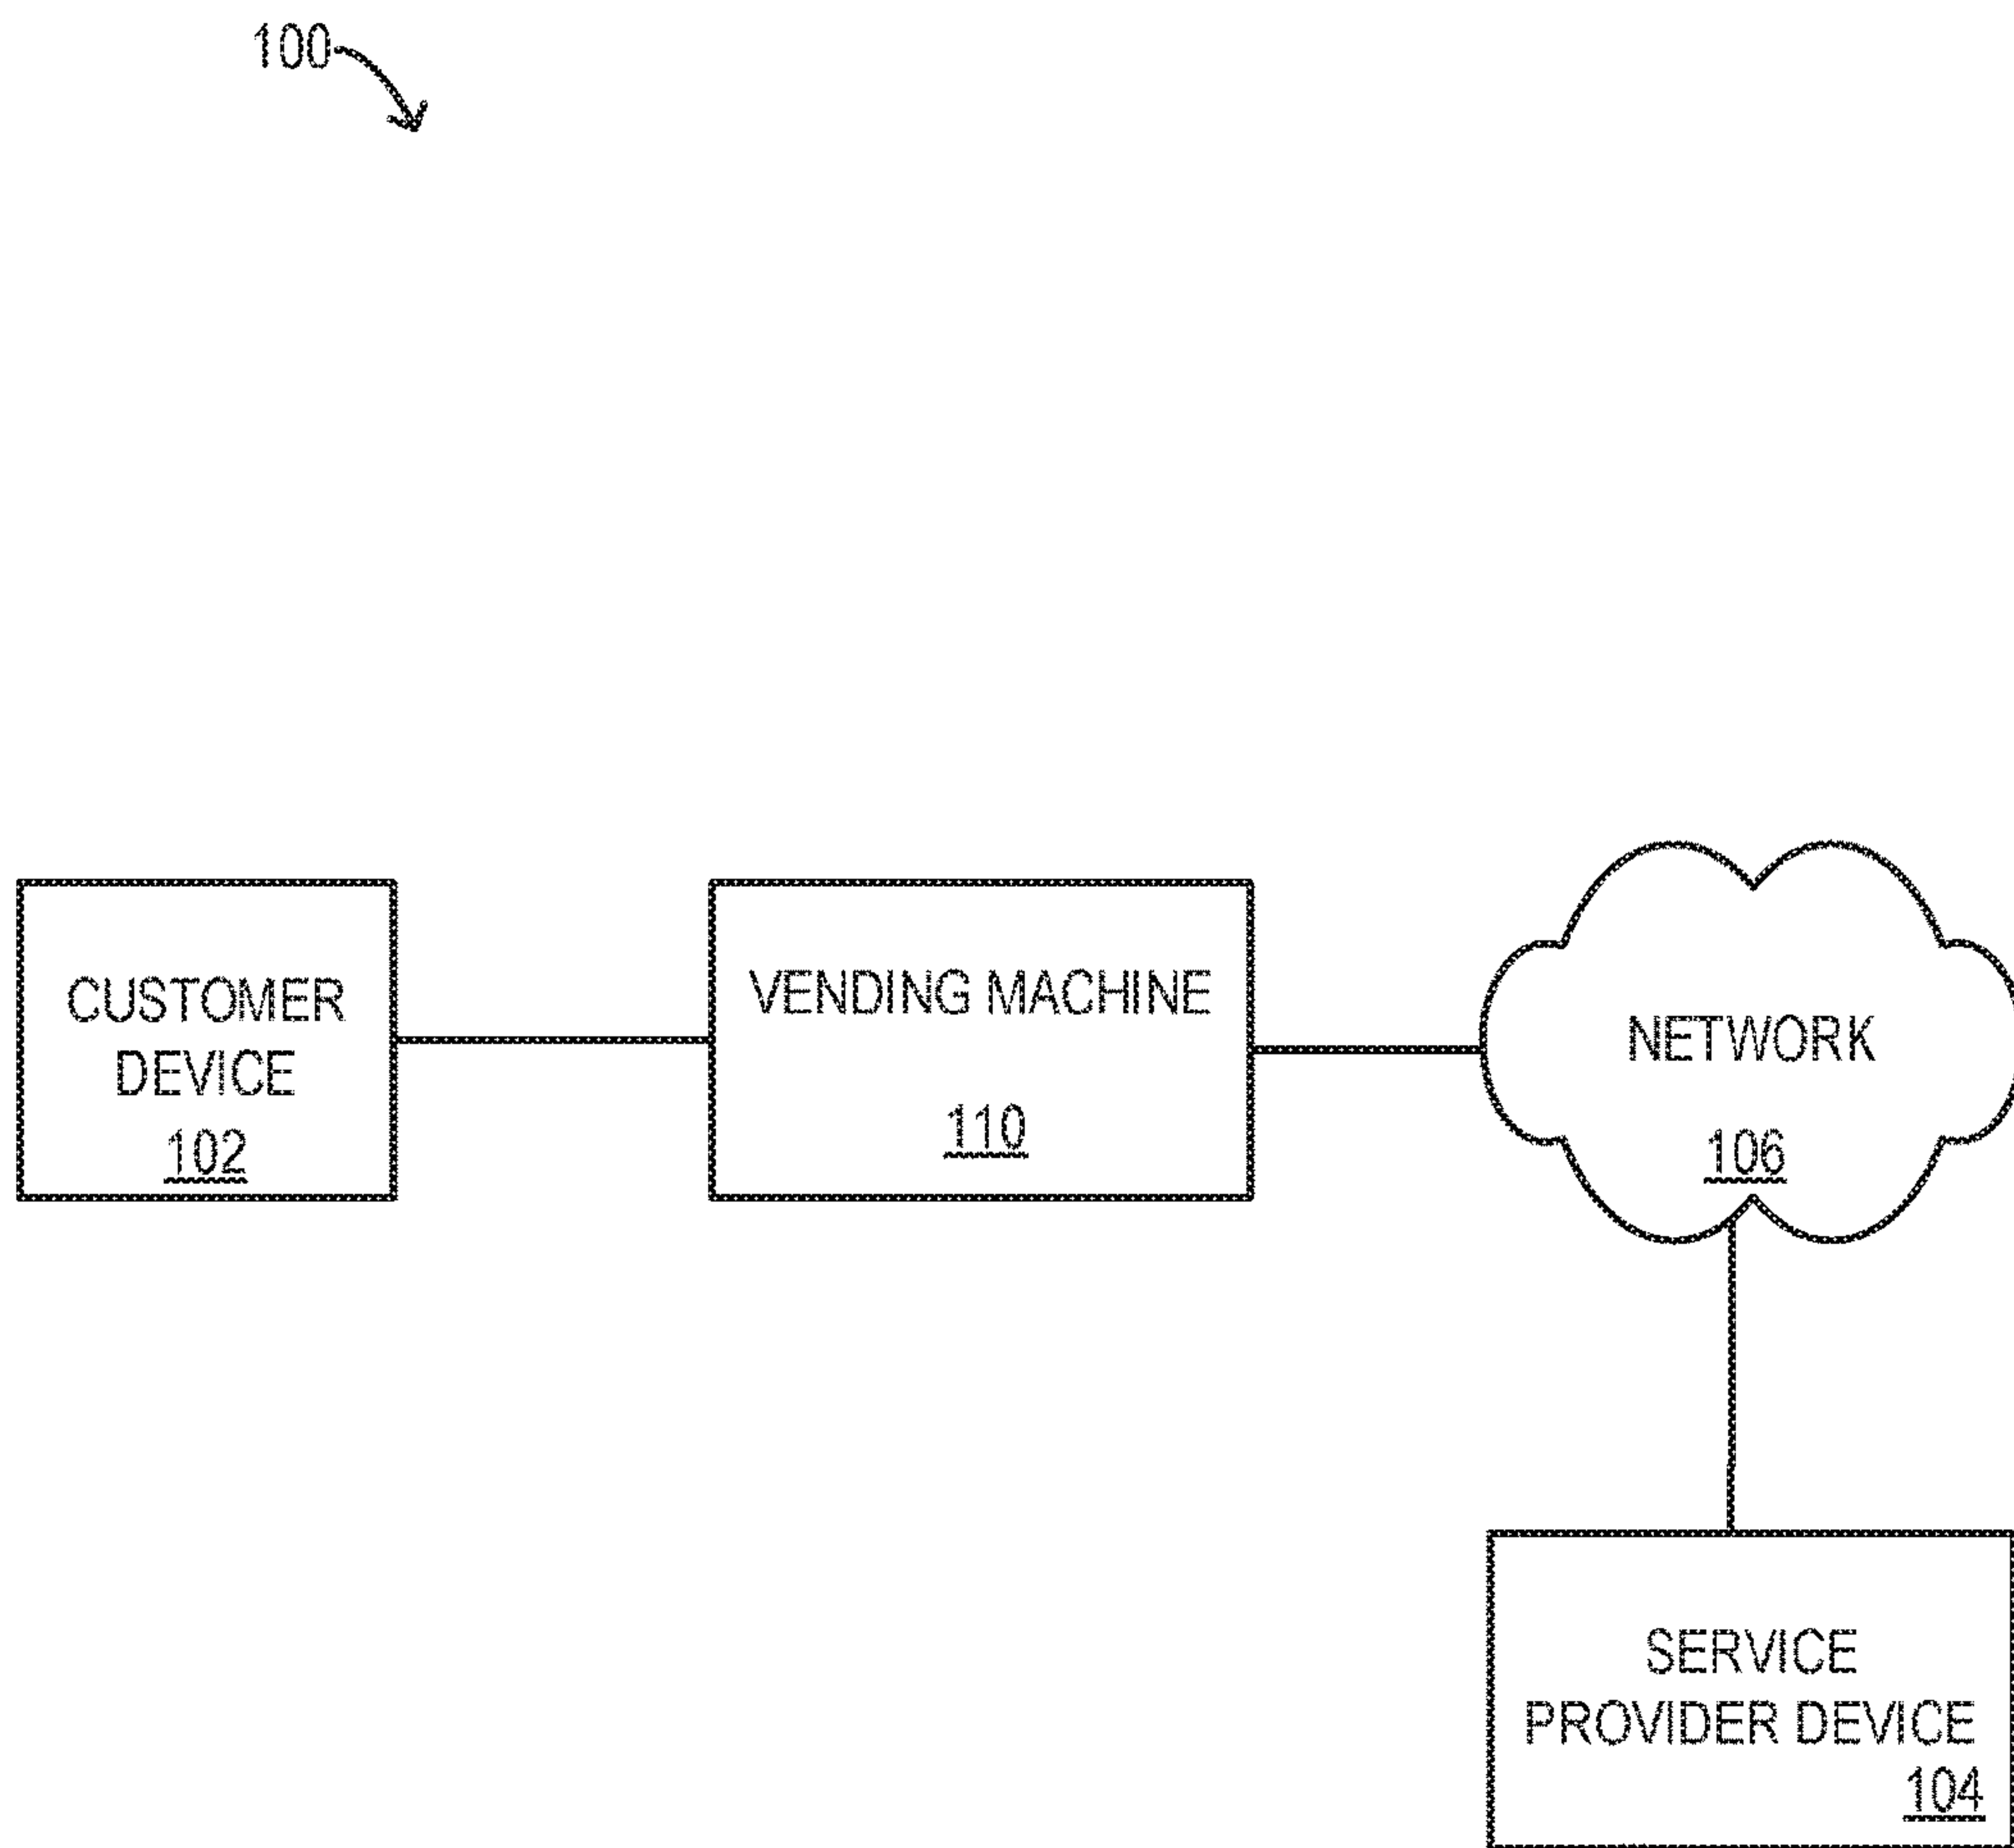 100
CUSTOMER
DEVICE
102
VENDING MACHINE
110
NETWORK
106
SERVICE
PROVIDER DEVICE
104